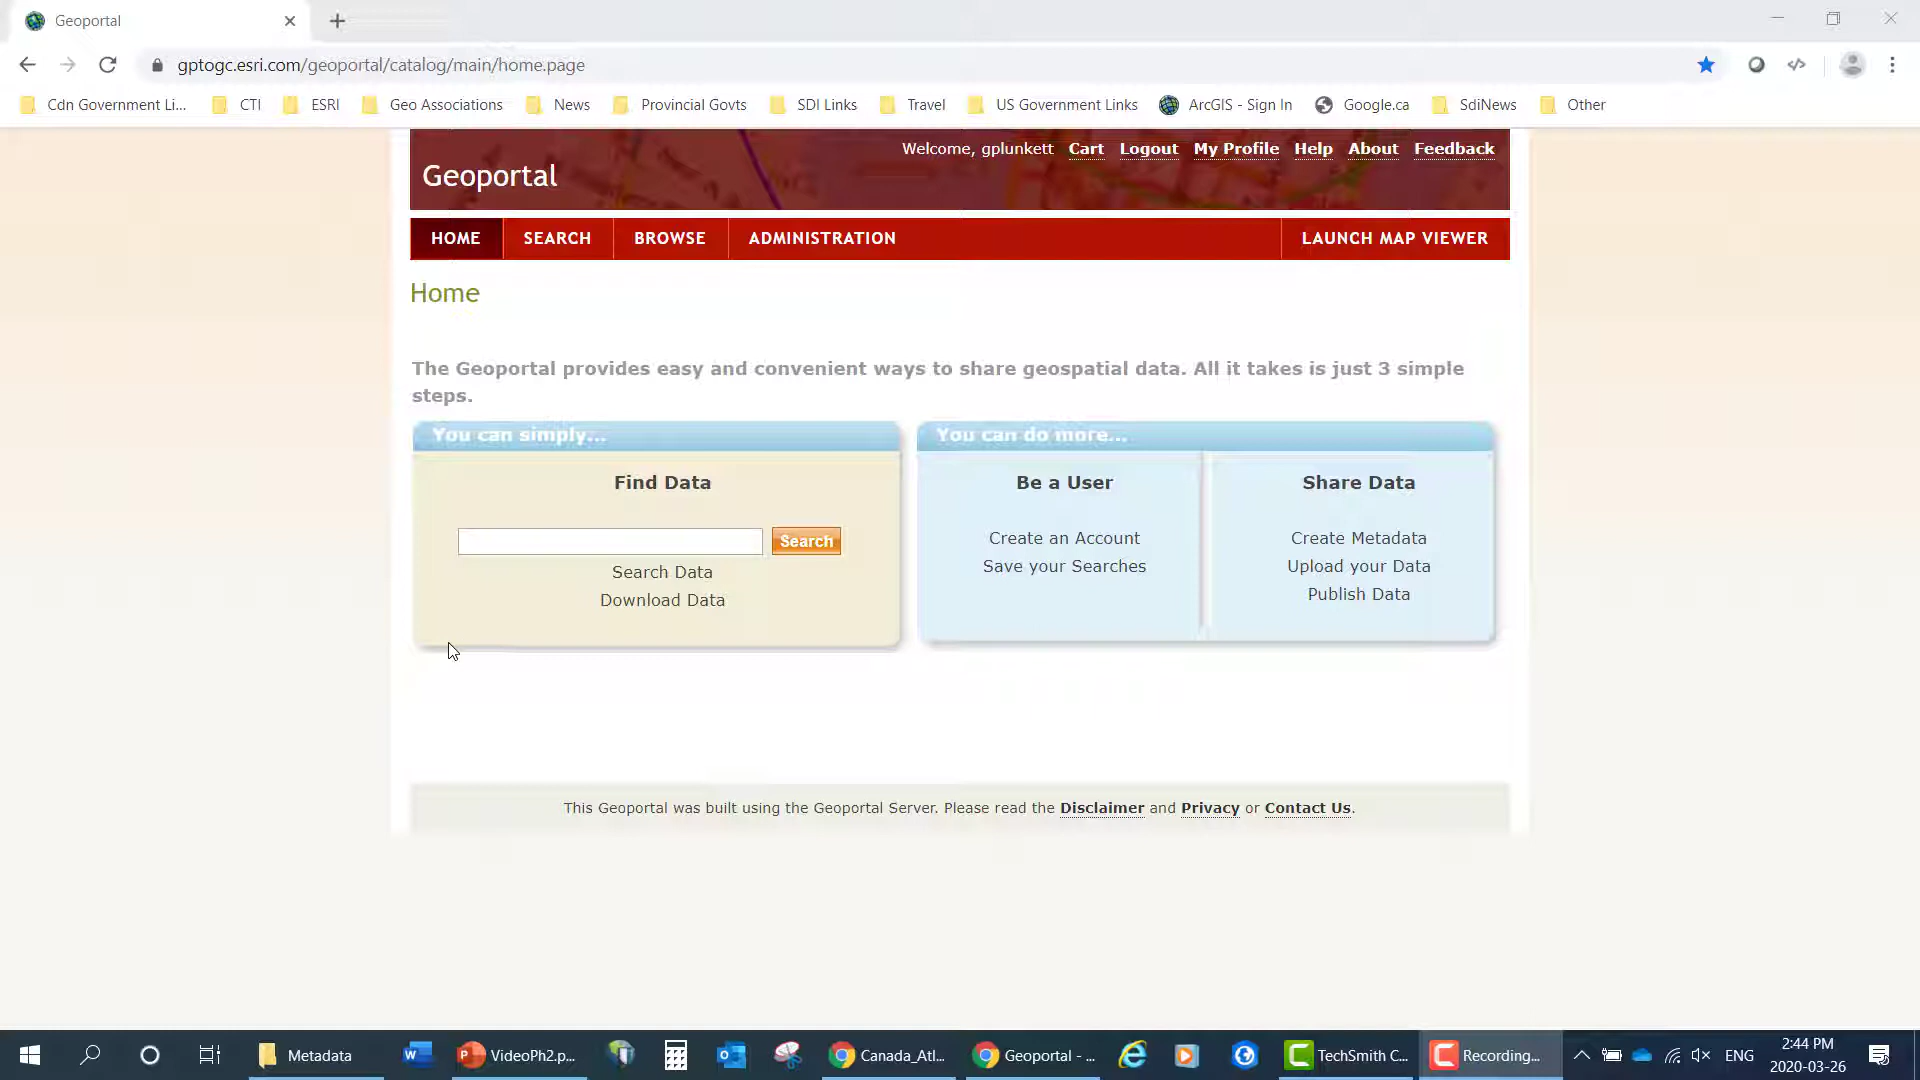 Geoportal
gptogc.esri.com/geoportal/catalog/main/home.page
Cdn Government Li... CTI ESRI Geo Associations News Provincial Govts SDI Links Travel US Government Links ArcGIS - Sign In Google.ca SdiNews Other
Welcome, gplunkett Cart Logout My Profile Help About Feedback
Geoportal
HOME SEARCH BROWSE ADMINISTRATION LAUNCH MAP VIEWER
Home
The Geoportal provides easy and convenient ways to share geospatial data. All it takes is just 3 simple
steps.
You can simply... You can do more...
Find Data Be a User Share Data
Search
Create an Account Create Metadata
Search Data Save your Searches Upload your Data
Download Data Publish Data
This Geoportal was built using the Geoportal Server. Please read the Disclaimer and Privacy or Contact Us.
Metadata VideoPh2.p... Canada_Atl... Geoportal - ... TechSmith C... Recording... ENG 2:44 PM
2020-03-26